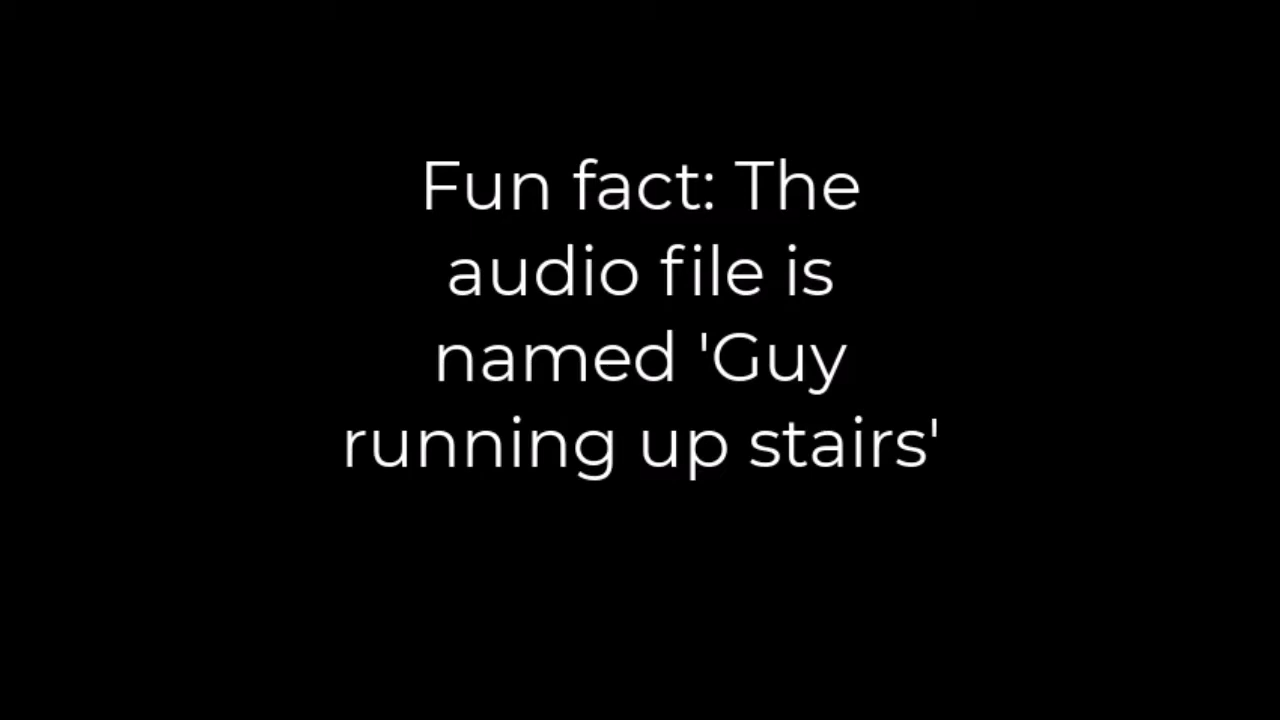 Fun fact: The
audio file is
named 'Guy
running up stairs'